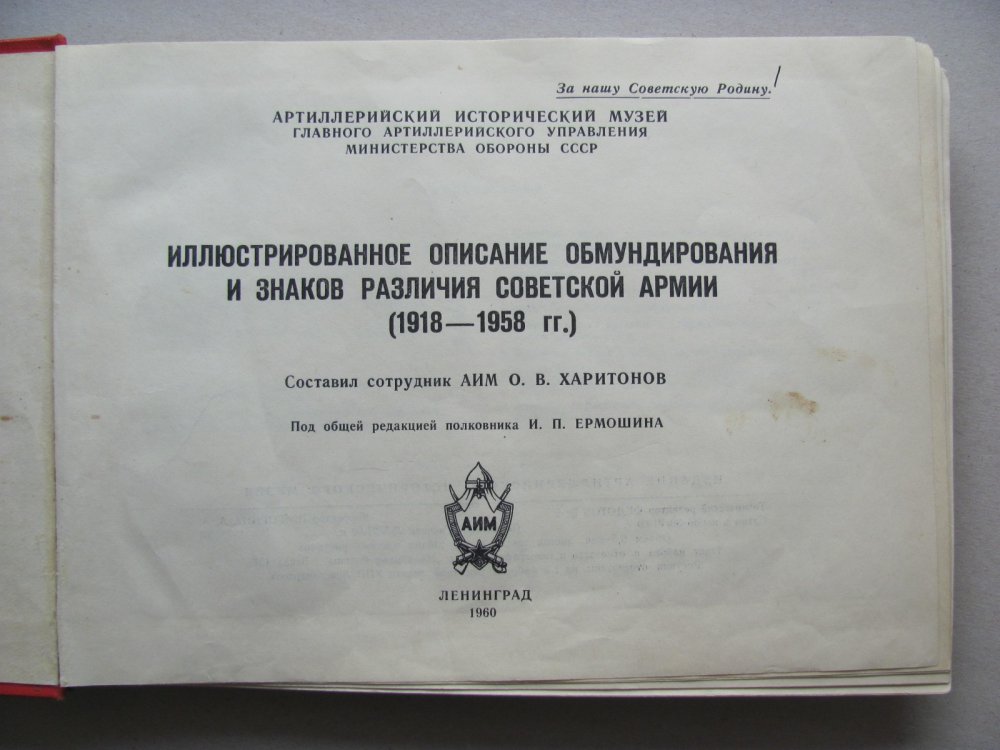 За нашу Советскую Родину!
АРТИЛЛЕРИЙСКИЙ ИСТОРИЧЕСКИЙ МУЗЕЙ
ГЛАВНОГО АРТИЛЛЕРИЙСКОГО УПРАВЛЕНИЯ
МИНИСТЕРСТВА ОБОРОНЫ СССР
ИЛЛЮСТРИРОВАННОЕ ОПИСАНИЕ ОБМУНДИРОВАНИЯ
И ЗНАКОВ РАЗЛИЧИЯ СОВЕТСКОЙ АРМИИ
(1918—1958 гг.)
Составил сотрудник АИМ О. В. ХАРИТОНОВ
Под общей редакцией полковника И. П. ЕРМОШИНА
АИМ
ЛЕНИНГРАД
1960